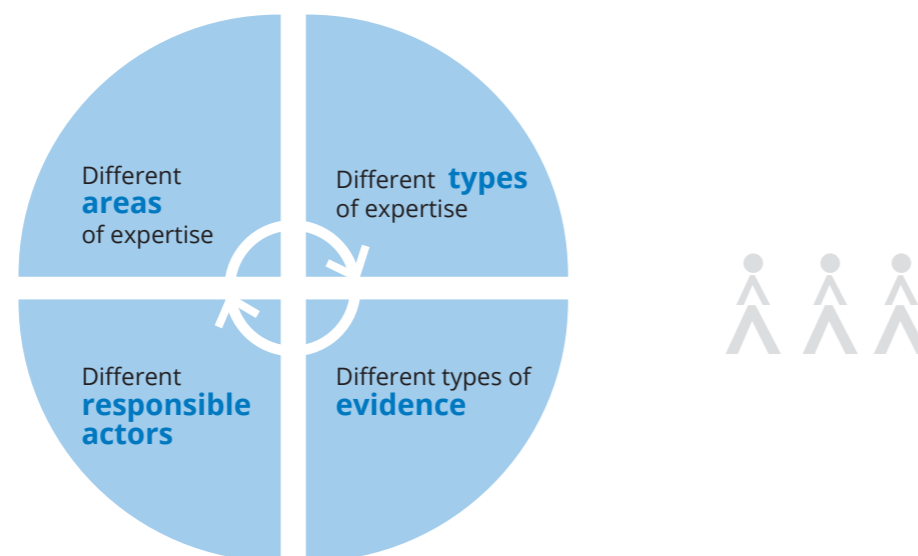 Different
areas
of expertise
Different types
of expertise
Different
responsible
actors
Different types of
evidence